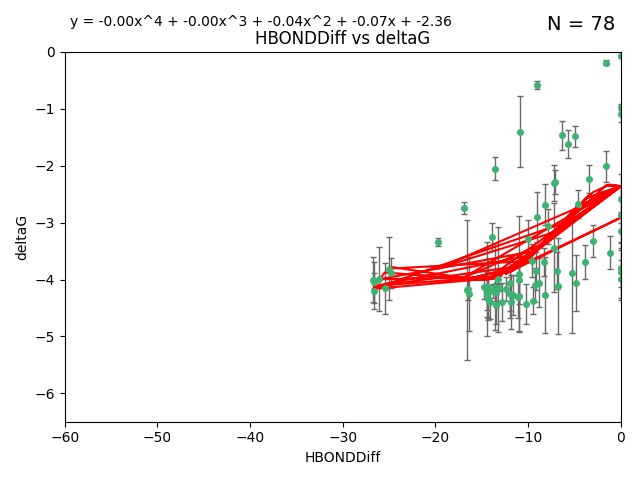 y = -0.00x^4 + -0.00x^3 + -0.04x^2 + -0.07x + -2.36
N = 78
HBONDDiff vs deltaG
0
−1
−2
−3
−4
−5
−6
deltaG
−60
−50
−40
−30
−20
−10
0
HBONDDiff